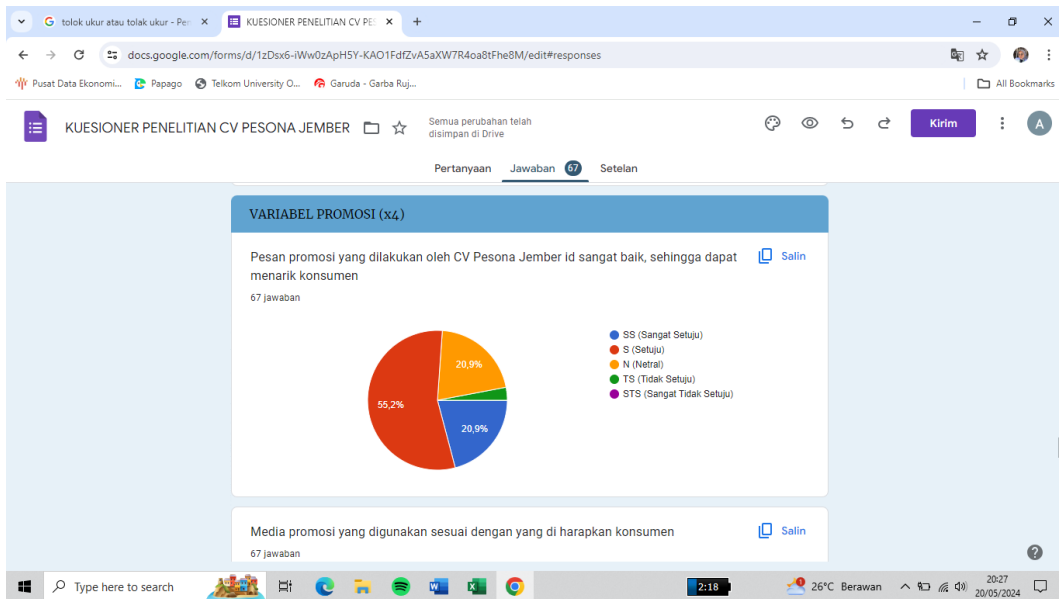 tolok ukur atau tolak ukur - Pen
KUESIONER PENELITIAN CV PES
docs.google.com/forms/d/1zDsx6-iWw0zApH5Y-KAO1FdfZvA5aXW7R4oa8tFhe8M/edit#responses
Pusat Data Ekonomi... Papago Telkom University O... Garuda - Garba Ruj... All Bookmarks
KUESIONER PENELITIAN CV PESONA JEMBER
Semua perubahan telah
disimpan di Drive
Kirim
A
Pertanyaan Jawaban 67 Setelan
VARIABEL PROMOSI (x4)
Pesan promosi yang dilakukan oleh CV Pesona Jember id sangat baik, sehingga dapat
menarik konsumen
Salin
67 jawaban
SS (Sangat Setuju)
S (Setuju)
N (Netral)
TS (Tidak Setuju)
STS (Sangat Tidak Setuju)
20,9%
55,2%
20,9%
Media promosi yang digunakan sesuai dengan yang di harapkan konsumen
Salin
67 jawaban
Type here to search
2:18
26°C Berawan
20:27
20/05/2024